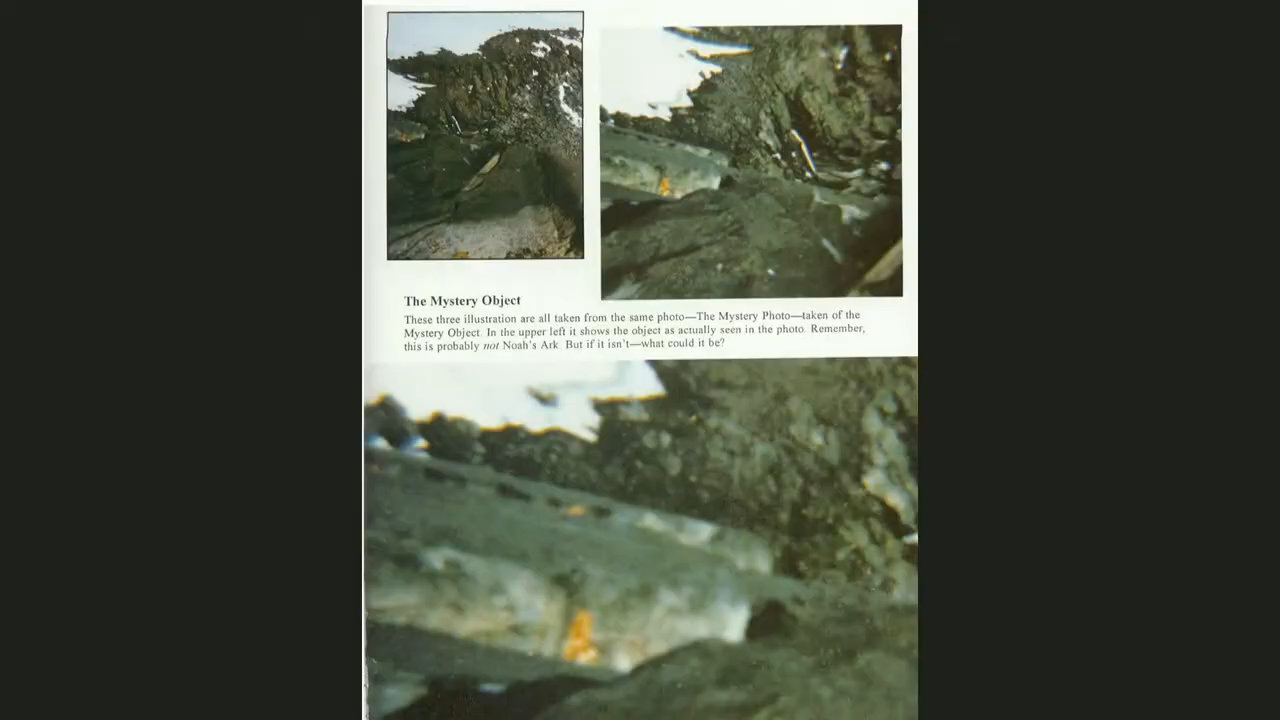 The Mystery Object
These three illustration are all taken from the same photo—The Mystery Photo—taken of the
Mystery Object. In the upper left it shows the object as actually seen in the photo. Remember,
this is probably not Noah's Ark. But if it isn't—what could it be?